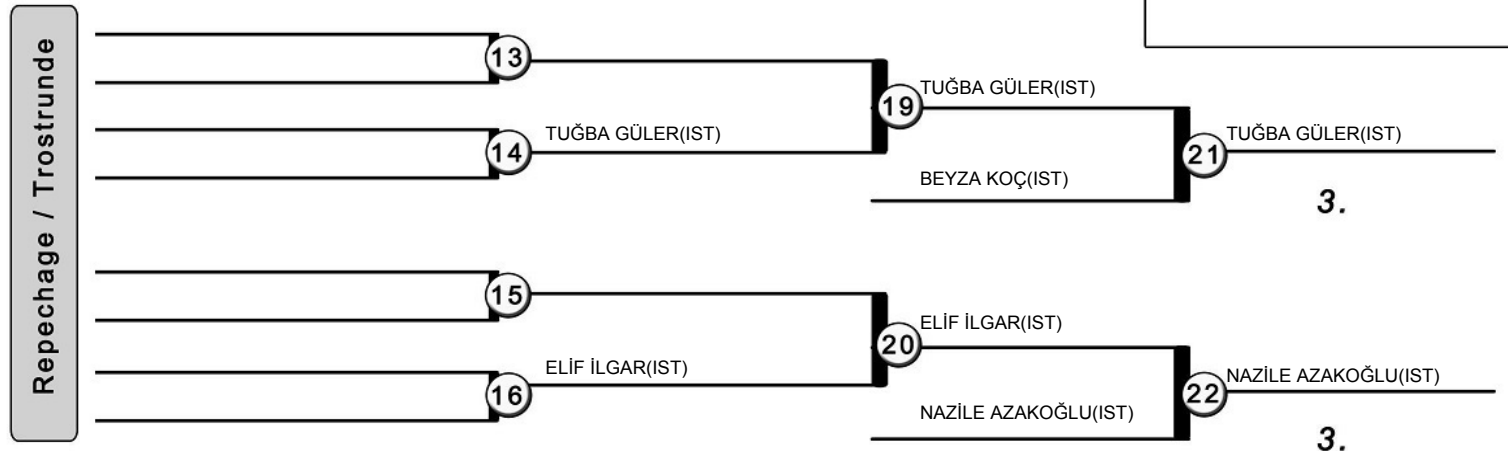 Repechage / Trostrunde
13
TUĞBA GÜLER(IST)
19
TUĞBA GÜLER(IST)
14
21
TUĞBA GÜLER(IST)
BEYZA KOÇ(IST)
3.
15
ELİF İLGAR(IST)
20
ELİF İLGAR(IST)
NAZİLE AZAKOĞLU(IST)
16
22
NAZİLE AZAKOĞLU(IST)
3.